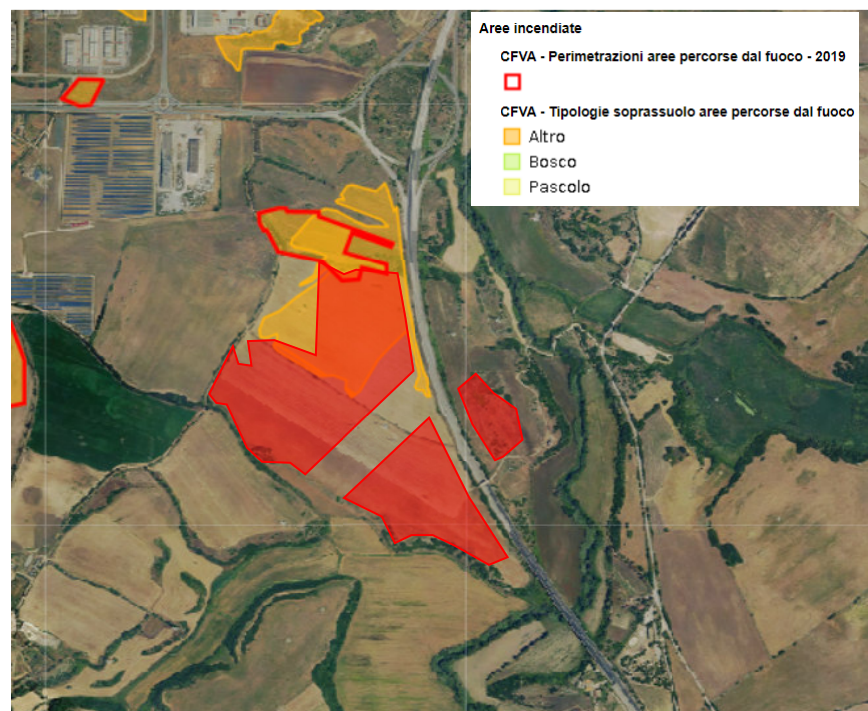 Aree incendiate
CFVA - Perimetrazioni aree percorse dal fuoco - 2019
CFVA - Tipologie soprassuolo aree percorse dal fuoco
Altro
Bosco
Pascolo